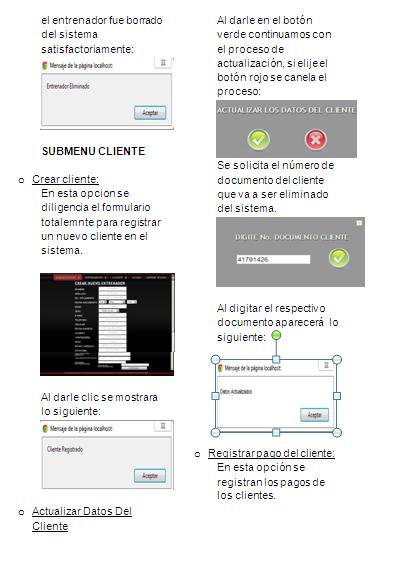 el entrenador fue borrado
del sistema
satisfactoriamente:
Mensaje de la página localhost:
Entrenador Eliminado
Aceptar
SUBMENU CLIENTE
o Crear cliente:
En esta opcion se
diligencia el formulario
totalemnte para registrar
un nuevo cliente en el
sistema.
CREAR NUEVO ENTRENADOR
Al darle clic se mostrara
lo siguiente:
Mensaje de la página localhost:
Cliente Registrado
Aceptar
o Actualizar Datos Del
Cliente
Al darle en el botón
verde continuamos con
el proceso de
actualización, si elije el
botón rojo se canela el
proceso:
ACTUALIZAR LOS DATOS DEL CLIENTE
Se solicita el número de
documento del cliente
que va a ser eliminado
del sistema.
DIGITE No. DOCUMENTO CLIENTE
41791426
Al digitar el respectivo
documento aparecerá lo
siguiente:
Mensaje de la página localhost:
Datos Actualizados
Aceptar
o Registrar pago del cliente:
En esta opción se
registran los pagos de
los clientes.